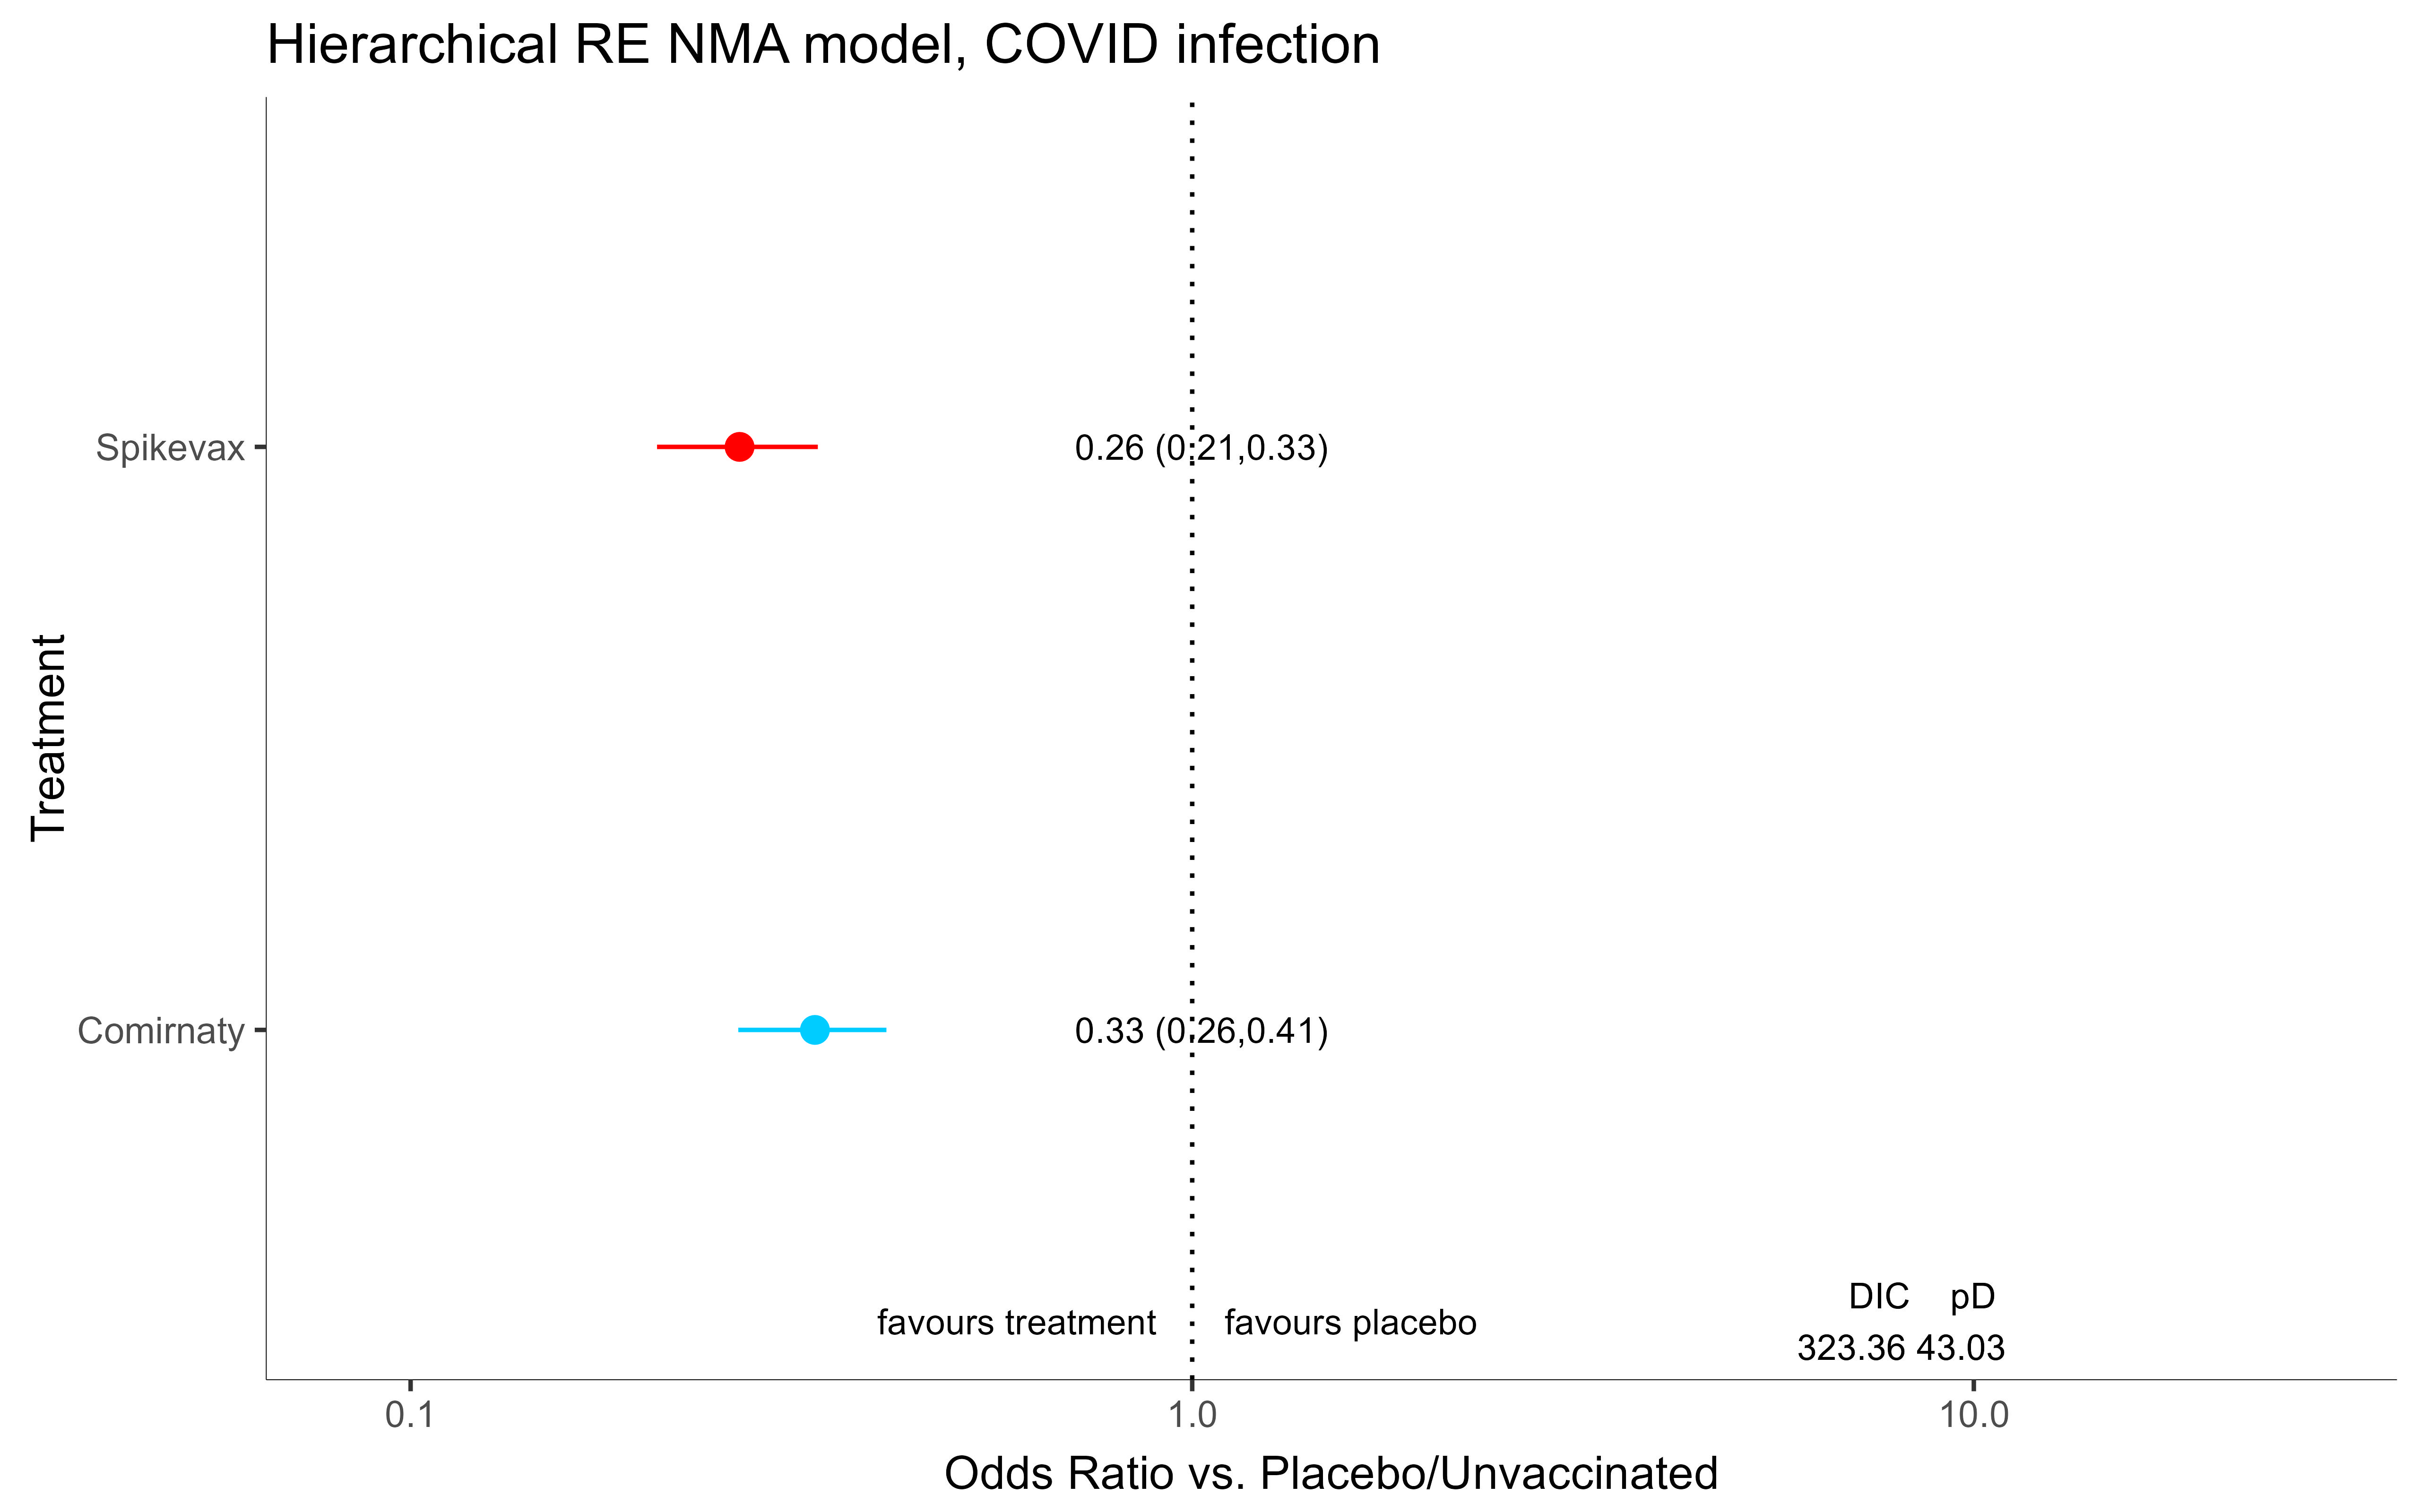 Hierarchical RE NMA model, COVID infection
Treatment
Spikevax
0.26 (0.21,0.33)
Comirnaty
0.33 (0.26,0.41)
favours treatment
favours placebo
DIC pD
323.36 43.03
0.1 1.0 10.0
Odds Ratio vs. Placebo/Unvaccinated